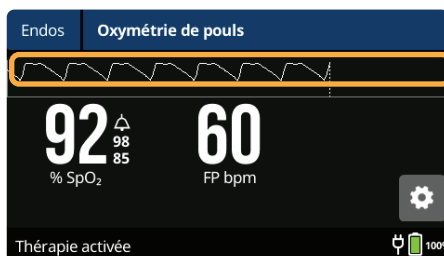 Endos Oxymétrie de pouls
92 98 60
85
% SpO₂ FP bpm
Thérapie activée 100%